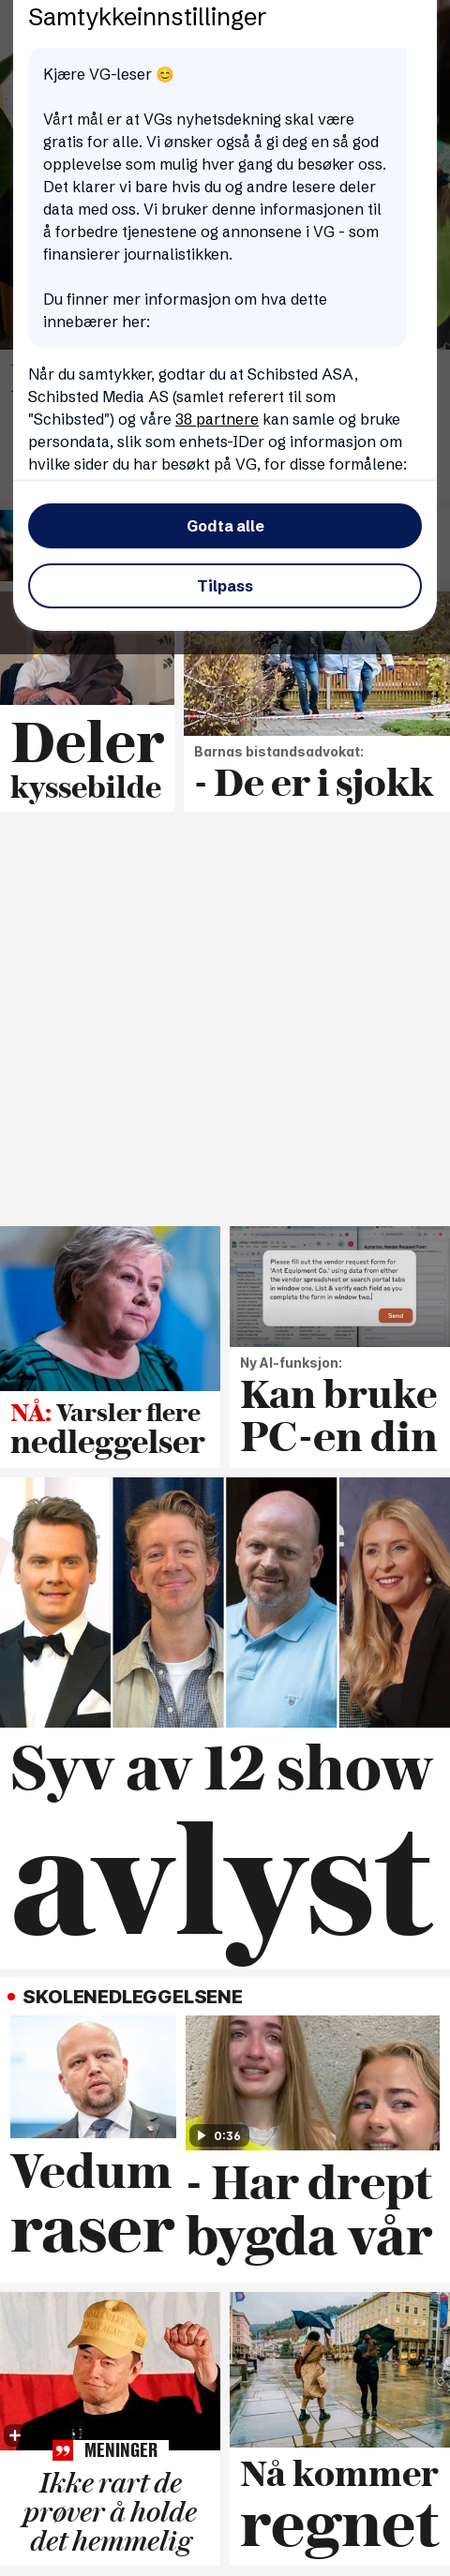 Samtykkeinnstillinger
Kjære VG-leser 😊
Vårt mål er at VGs nyhetsdekning skal være
gratis for alle. Vi ønsker også å gi deg en så god
opplevelse som mulig hver gang du besøker oss.
Det klarer vi bare hvis du og andre lesere deler
data med oss. Vi bruker denne informasjonen til
å forbedre tjenestene og annonsene i VG - som
finansierer journalistikken.
Du finner mer informasjon om hva dette
innebærer her:
Når du samtykker, godtar du at Schibsted ASA,
Schibsted Media AS (samlet referert til som
"Schibsted") og våre 38 partnere kan samle og bruke
persondata, slik som enhets-IDer og informasjon om
hvilke sider du har besøkt på VG, for disse formålene:
Godta alle
Tilpass
Deler
kyssebilde
Barnas bistandsadvokat:
- De er i sjokk
NÅ: Varsler flere
nedleggelser
Please fill out the vendor request form for
'Ant Equipment Co.' using data from either
the vendor spreadsheet or search portal tabs
in window one. List & verify each field as you
complete the form in window two.
Send
Ny AI-funksjon:
Kan bruke
PC-en din
Syv av 12 show
avlyst
SKOLENEDLEGGELSENE
Vedum
raser
0:36
- Har drept
bygda vår
MENINGER
Ikke rart de
prøver å holde
det hemmelig
Nå kommer
regnet